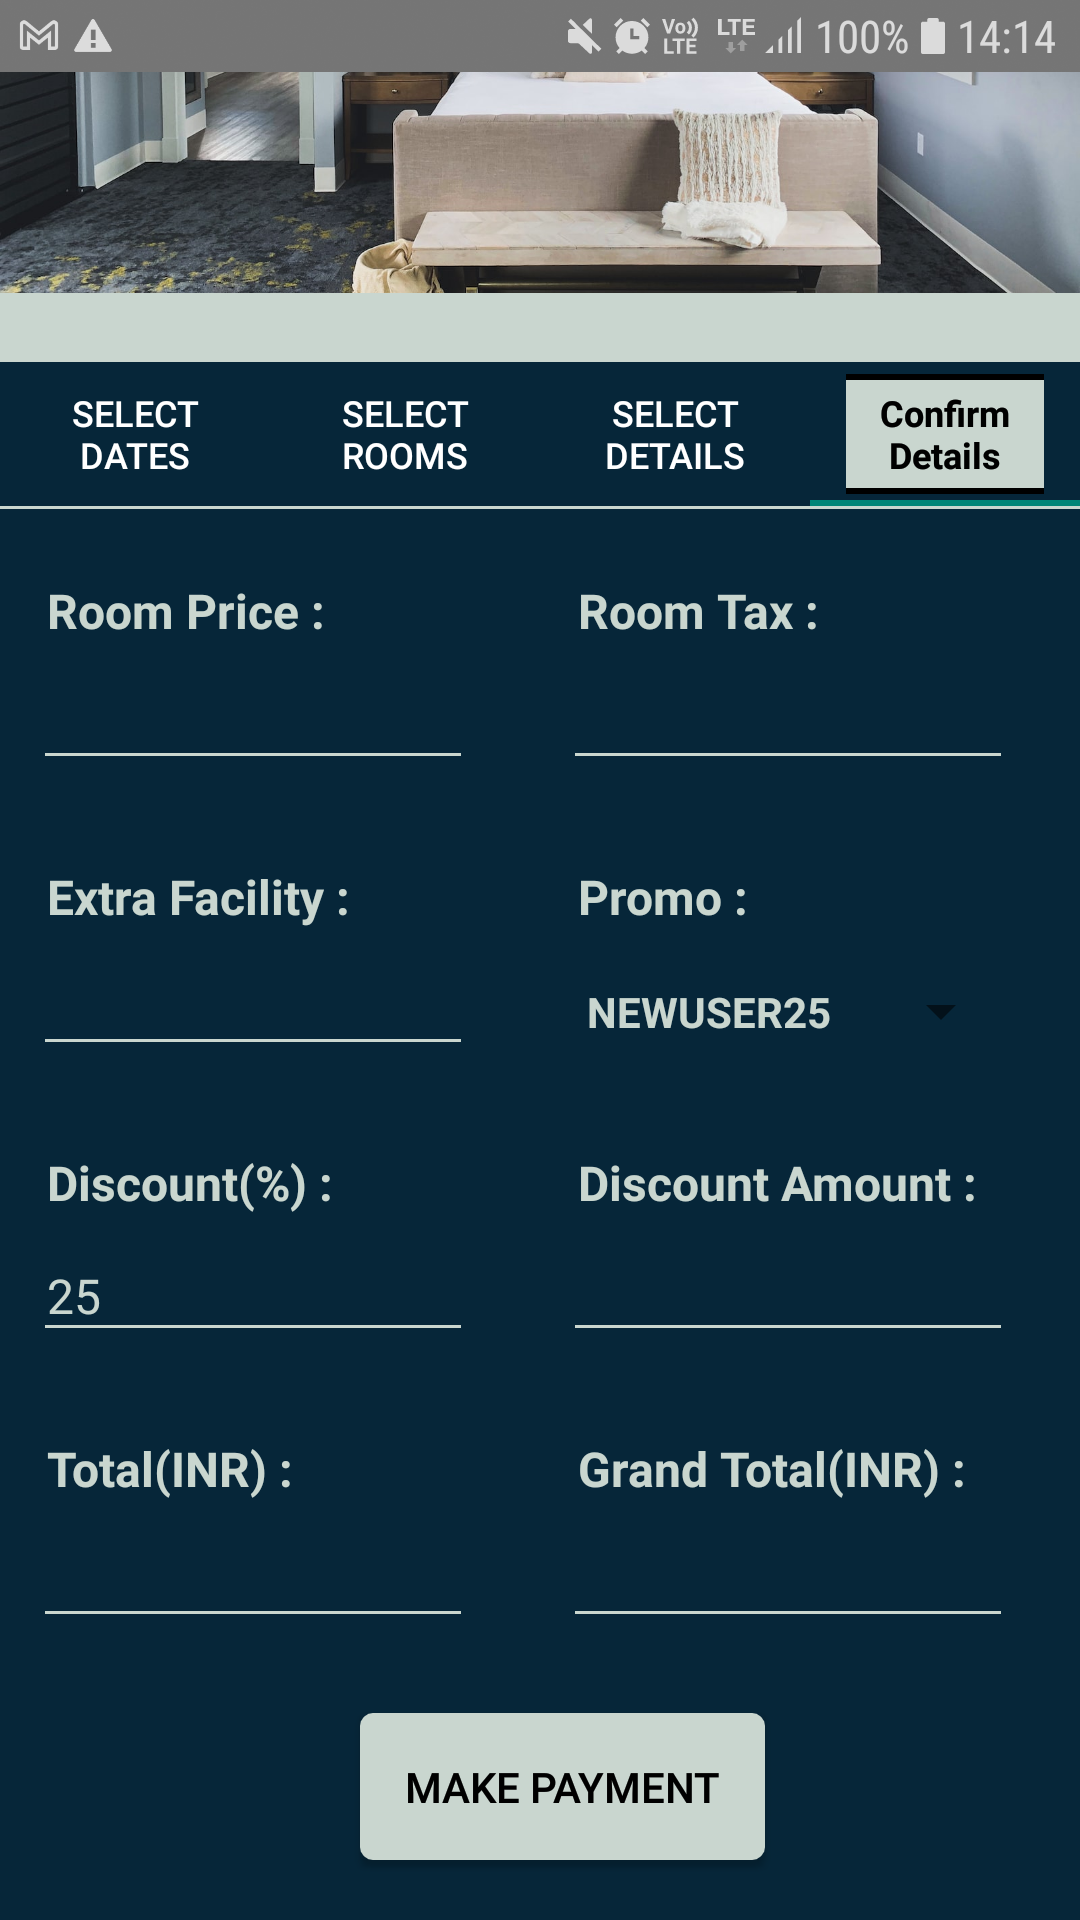 Vo)) LTE LTE 100% 14:14
SELECT DATES
SELECT ROOMS
SELECT DETAILS
Confirm Details
Room Price :
Room Tax :
Extra Facility :
Promo :
NEWUSER25
Discount(%) :
Discount Amount :
25
Total(INR) :
Grand Total(INR) :
MAKE PAYMENT